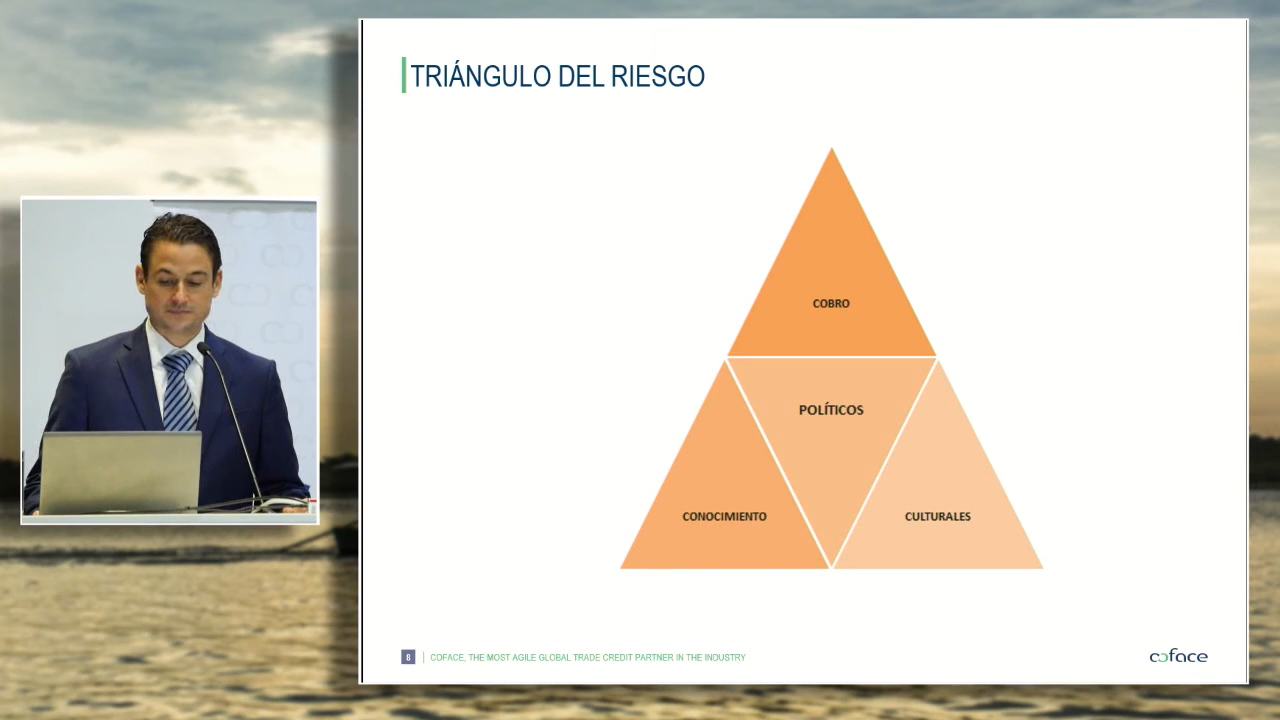 TRIÁNGULO DEL RIESGO
COBRO
POLÍTICOS
CONOCIMIENTO
CULTURALES
8
COFACE, THE MOST AGILE GLOBAL TRADE CREDIT PARTNER IN THE INDUSTRY
coface